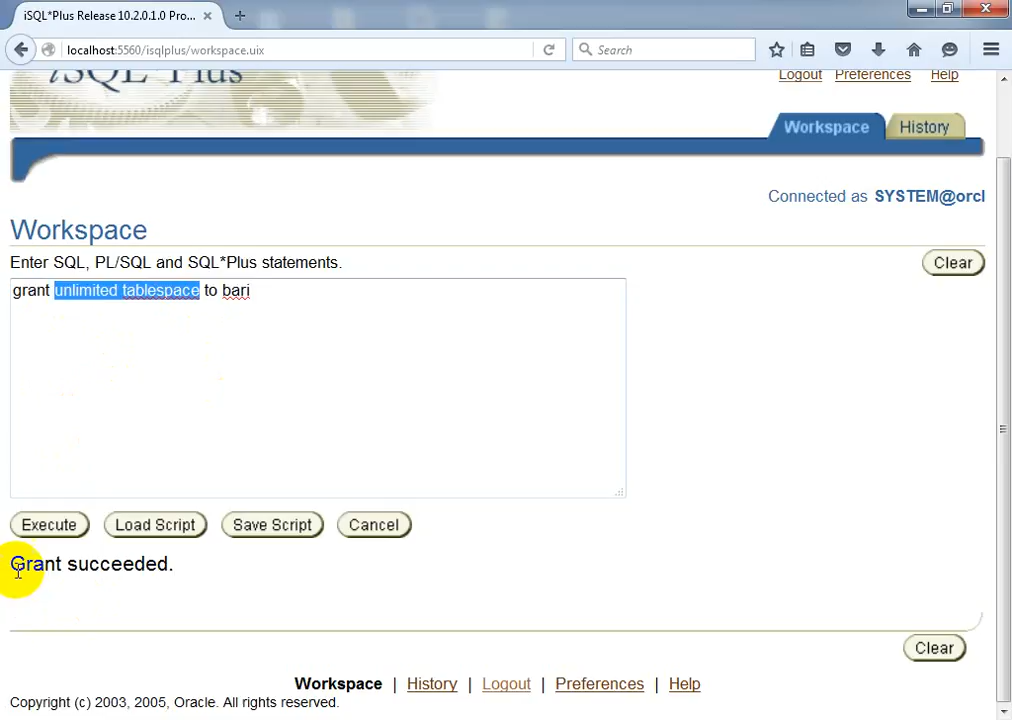 iSQL*Plus Release 10.2.0.1.0 Pro...
localhost:5560/isqlplus/workspace.uix
Search
iSQL*Plus
Logout Preferences Help
Workspace History
Connected as SYSTEM@orcl
Workspace
Enter SQL, PL/SQL and SQL*Plus statements.
Clear
grant unlimited tablespace to bari
Execute Load Script Save Script Cancel
Grant succeeded.
Clear
Workspace | History | Logout | Preferences | Help
Copyright (c) 2003, 2005, Oracle. All rights reserved.